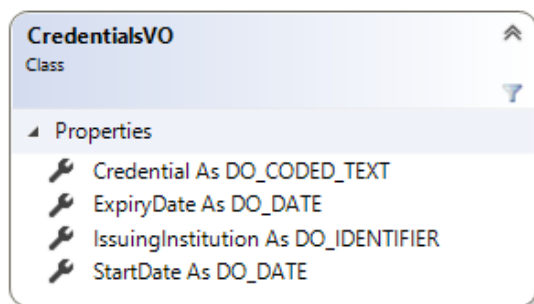 CredentialsVO
Class
Properties
Credential As DO_CODED_TEXT
ExpiryDate As DO_DATE
IssuingInstitution As DO_IDENTIFIER
StartDate As DO_DATE